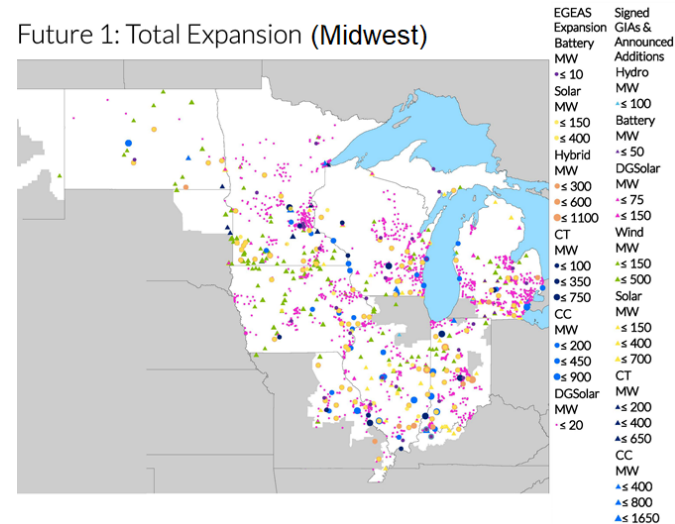 Future 1: Total Expansion (Midwest)
EGEAS
Expansion
Battery
MW
≤ 10
Solar
MW
≤ 150
≤ 400
Hybrid
MW
≤ 300
≤ 600
≤ 1100
CT
MW
≤ 100
≤ 350
≤ 750
CC
MW
≤ 200
≤ 450
≤ 900
DGSolar
MW
≤ 20
Signed
GIAs &
Announced
Additions
Hydro
MW
≤ 100
Battery
MW
≤ 50
DGSolar
MW
≤ 75
≤ 150
Wind
MW
≤ 150
≤ 500
Solar
MW
≤ 150
≤ 400
≤ 700
CT
MW
≤ 200
≤ 400
≤ 650
CC
MW
≤ 400
≤ 800
≤ 1650